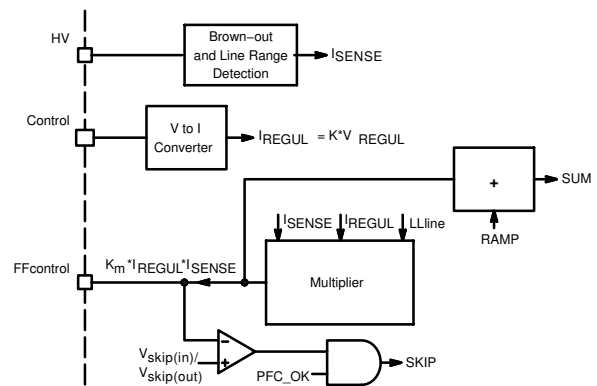 HV
Brown-out
and Line Range
Detection
ISENSE
Control
V to I
Converter
IREGUL = K*V REGUL
+
SUM
RAMP
ISENSE IREGUL LLline
FFcontrol
Km*IREGUL*ISENSE
Multiplier
Vskip(in)/
Vskip(out)
−
+
PFC_OK
SKIP